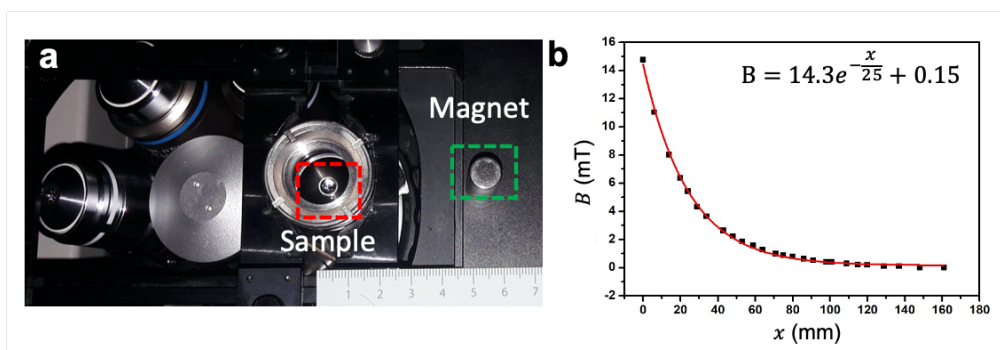 a
Magnet
Sample
1 2 3 4 5 6 7
b
B = 14.3e^{-\frac{x}{25}} + 0.15
16
14
12
10
8
6
4
2
0
-2
B (mT)
0 20 40 60 80 100 120 140 160 180
x (mm)